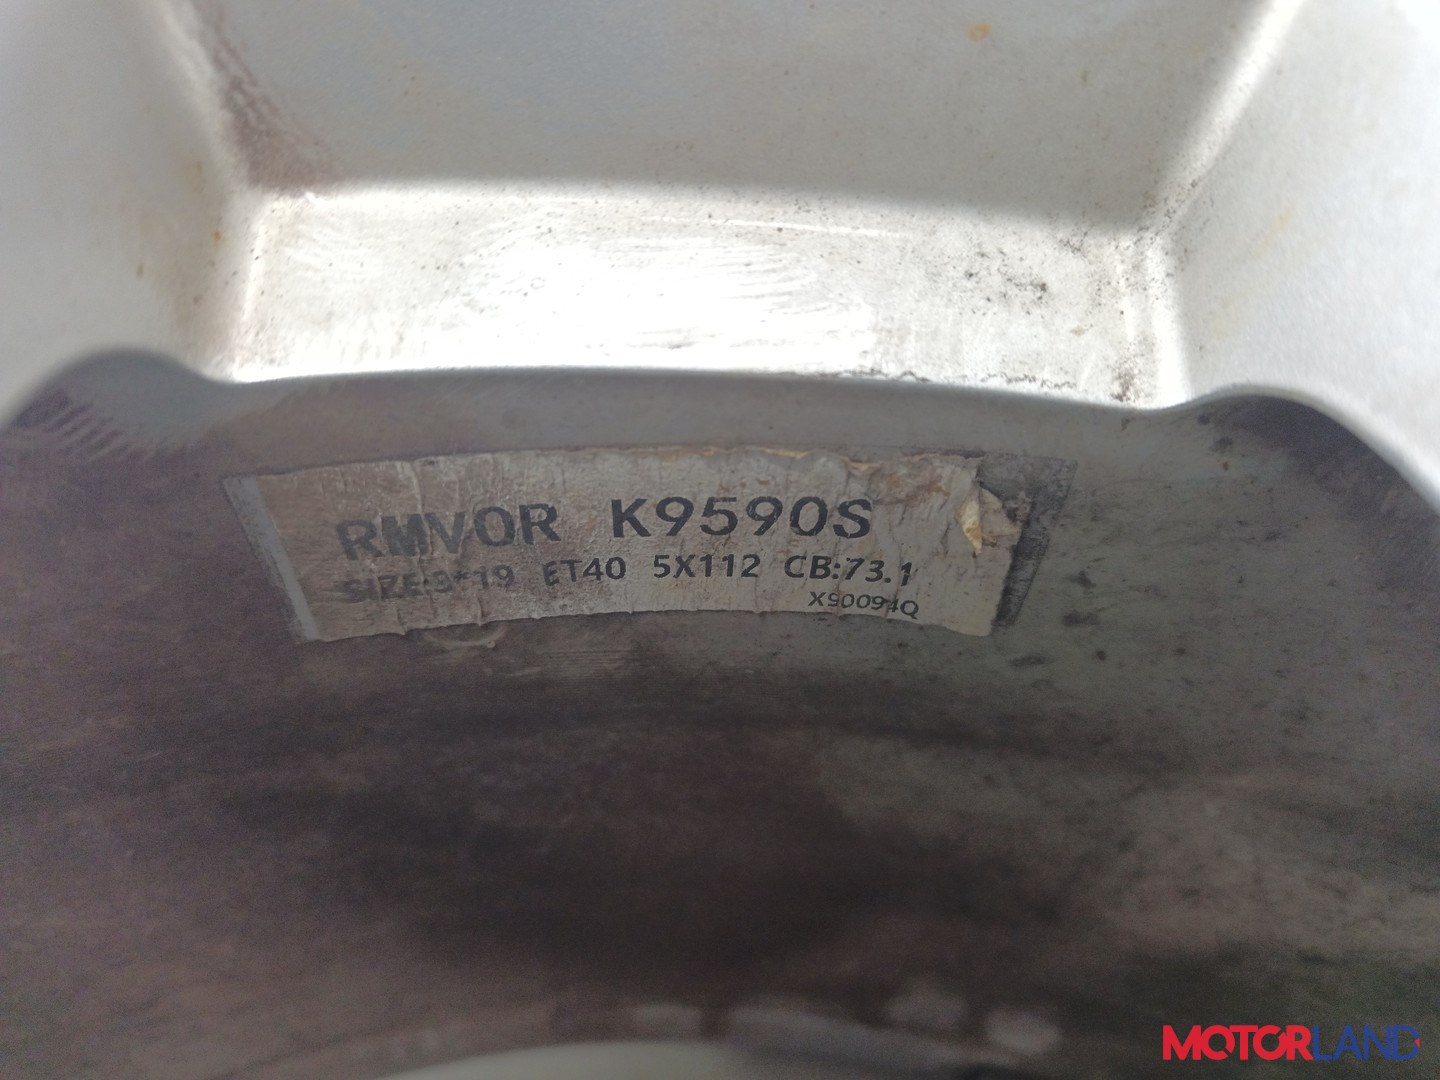 RMVOR K9590S
SIZE:9*19 ET40 5X112 CB:73.1
X90094Q
MOTORLAND